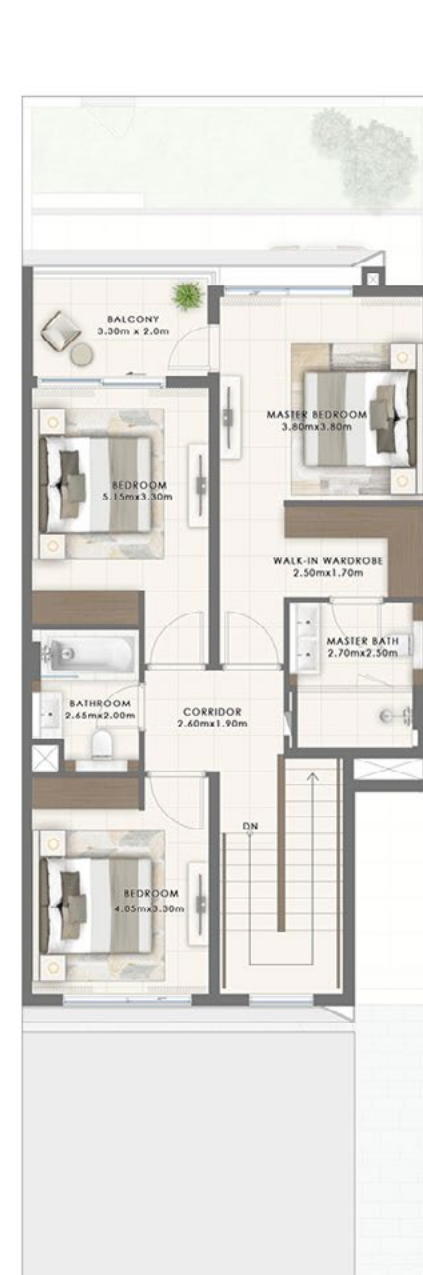 BALCONY
3.30m x 2.0m
MASTER BEDROOM
3.80mx3.80m
BEDROOM
5.15mx3.30m
WALK-IN WARDROBE
2.50mx1.70m
MASTER BATH
2.70mx2.50m
BATHROOM
2.65mx2.00m
CORRIDOR
2.60mx1.90m
DN
BEDROOM
4.05mx3.30m